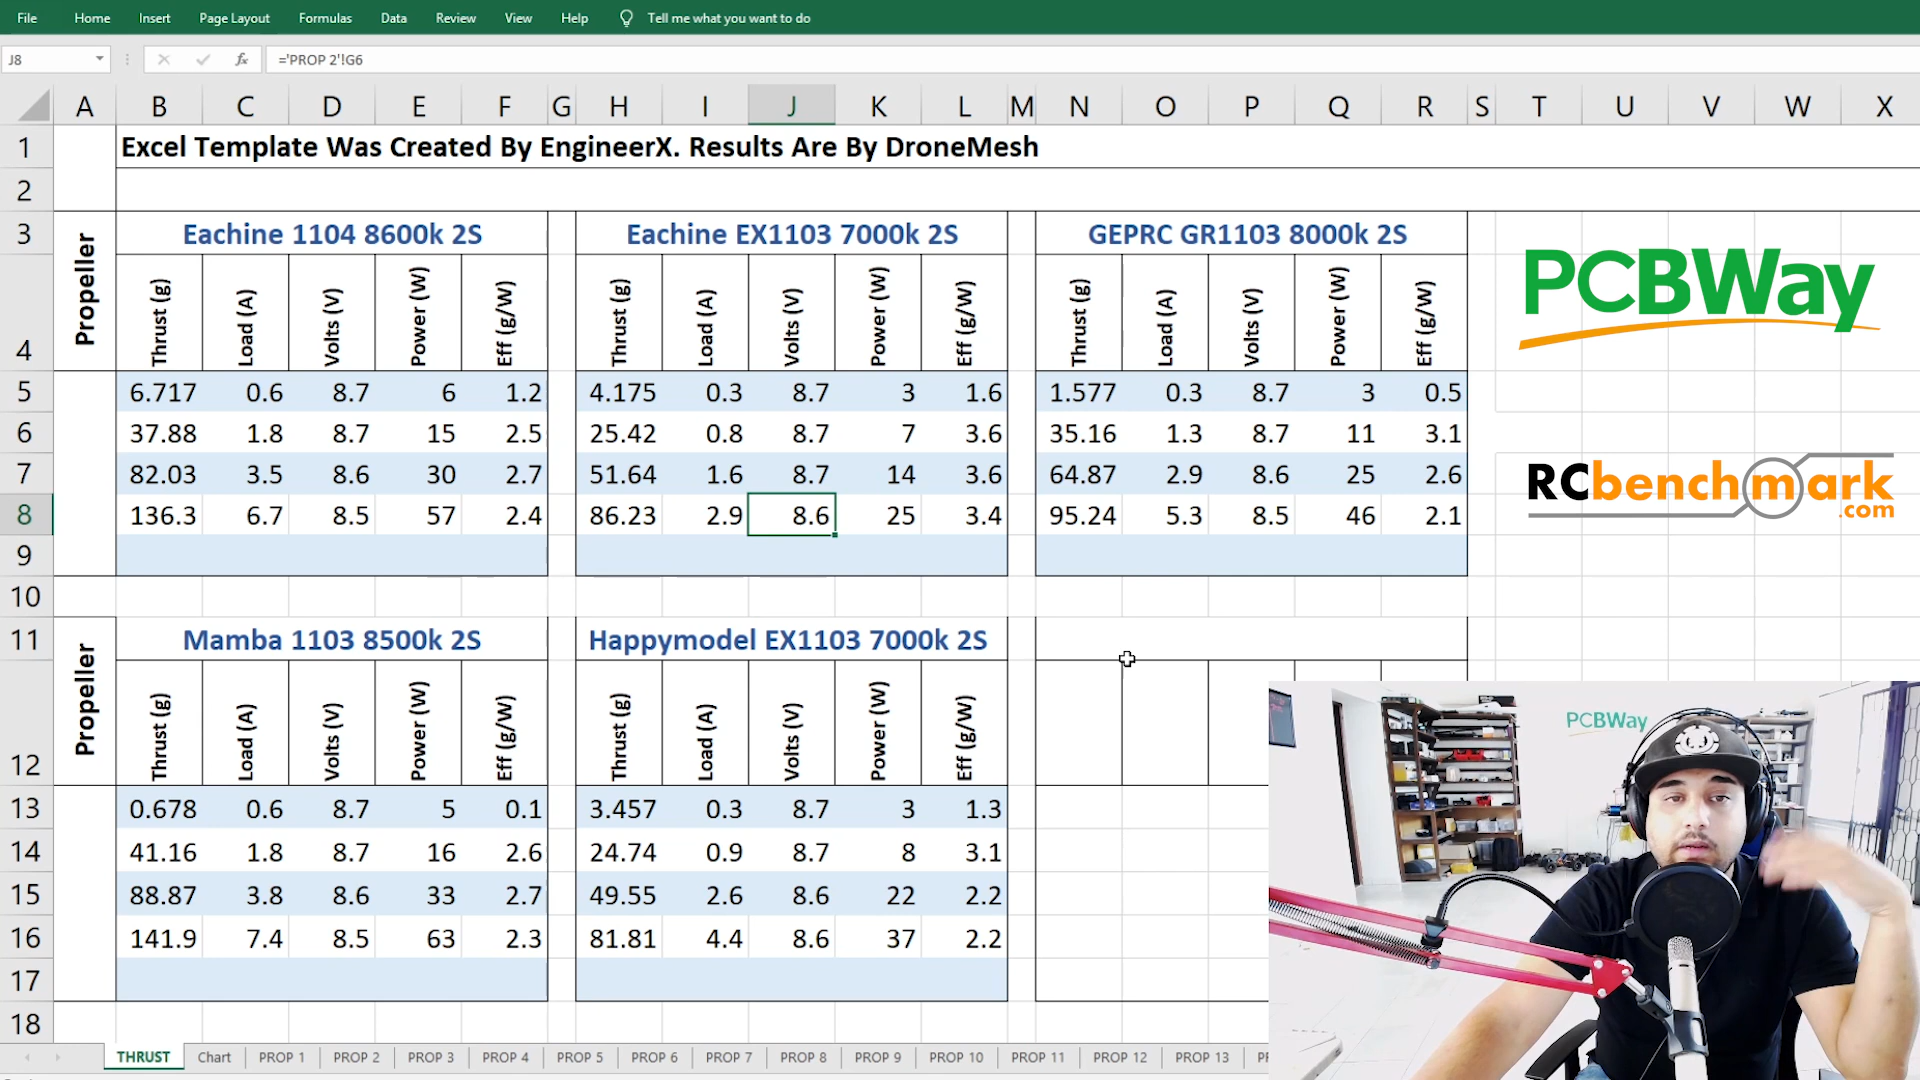 File Home Insert Page Layout Formulas Data Review View Help Tell me what you want to do
J8 fx ='PROP 2'!G6
A B C D E F G H I J K L M N O P Q R S T U V W X
1 Excel Template Was Created By EngineerX. Results Are By DroneMesh
2
3 Propeller Eachine 1104 8600k 2S Eachine EX1103 7000k 2S GEPRC GR1103 8000k 2S
4 Thrust (g) Load (A) Volts (V) Power (W) Eff (g/W) Thrust (g) Load (A) Volts (V) Power (W) Eff (g/W) Thrust (g) Load (A) Volts (V) Power (W) Eff (g/W)
PCBWay
5 6.717 0.6 8.7 6 1.2 4.175 0.3 8.7 3 1.6 1.577 0.3 8.7 3 0.5
6 37.88 1.8 8.7 15 2.5 25.42 0.8 8.7 7 3.6 35.16 1.3 8.7 11 3.1
7 82.03 3.5 8.6 30 2.7 51.64 1.6 8.7 14 3.6 64.87 2.9 8.6 25 2.6
RCbenchmark
.com
8 136.3 6.7 8.5 57 2.4 86.23 2.9 8.6 25 3.4 95.24 5.3 8.5 46 2.1
9
10
11 Propeller Mamba 1103 8500k 2S Happymodel EX1103 7000k 2S
12 Thrust (g) Load (A) Volts (V) Power (W) Eff (g/W) Thrust (g) Load (A) Volts (V) Power (W) Eff (g/W)
PCBWay
13 0.678 0.6 8.7 5 0.1 3.457 0.3 8.7 3 1.3
14 41.16 1.8 8.7 16 2.6 24.74 0.9 8.7 8 3.1
15 88.87 3.8 8.6 33 2.7 49.55 2.6 8.6 22 2.2
16 141.9 7.4 8.5 63 2.3 81.81 4.4 8.6 37 2.2
17
18
THRUST Chart PROP 1 PROP 2 PROP 3 PROP 4 PROP 5 PROP 6 PROP 7 PROP 8 PROP 9 PROP 10 PROP 11 PROP 12 PROP 13